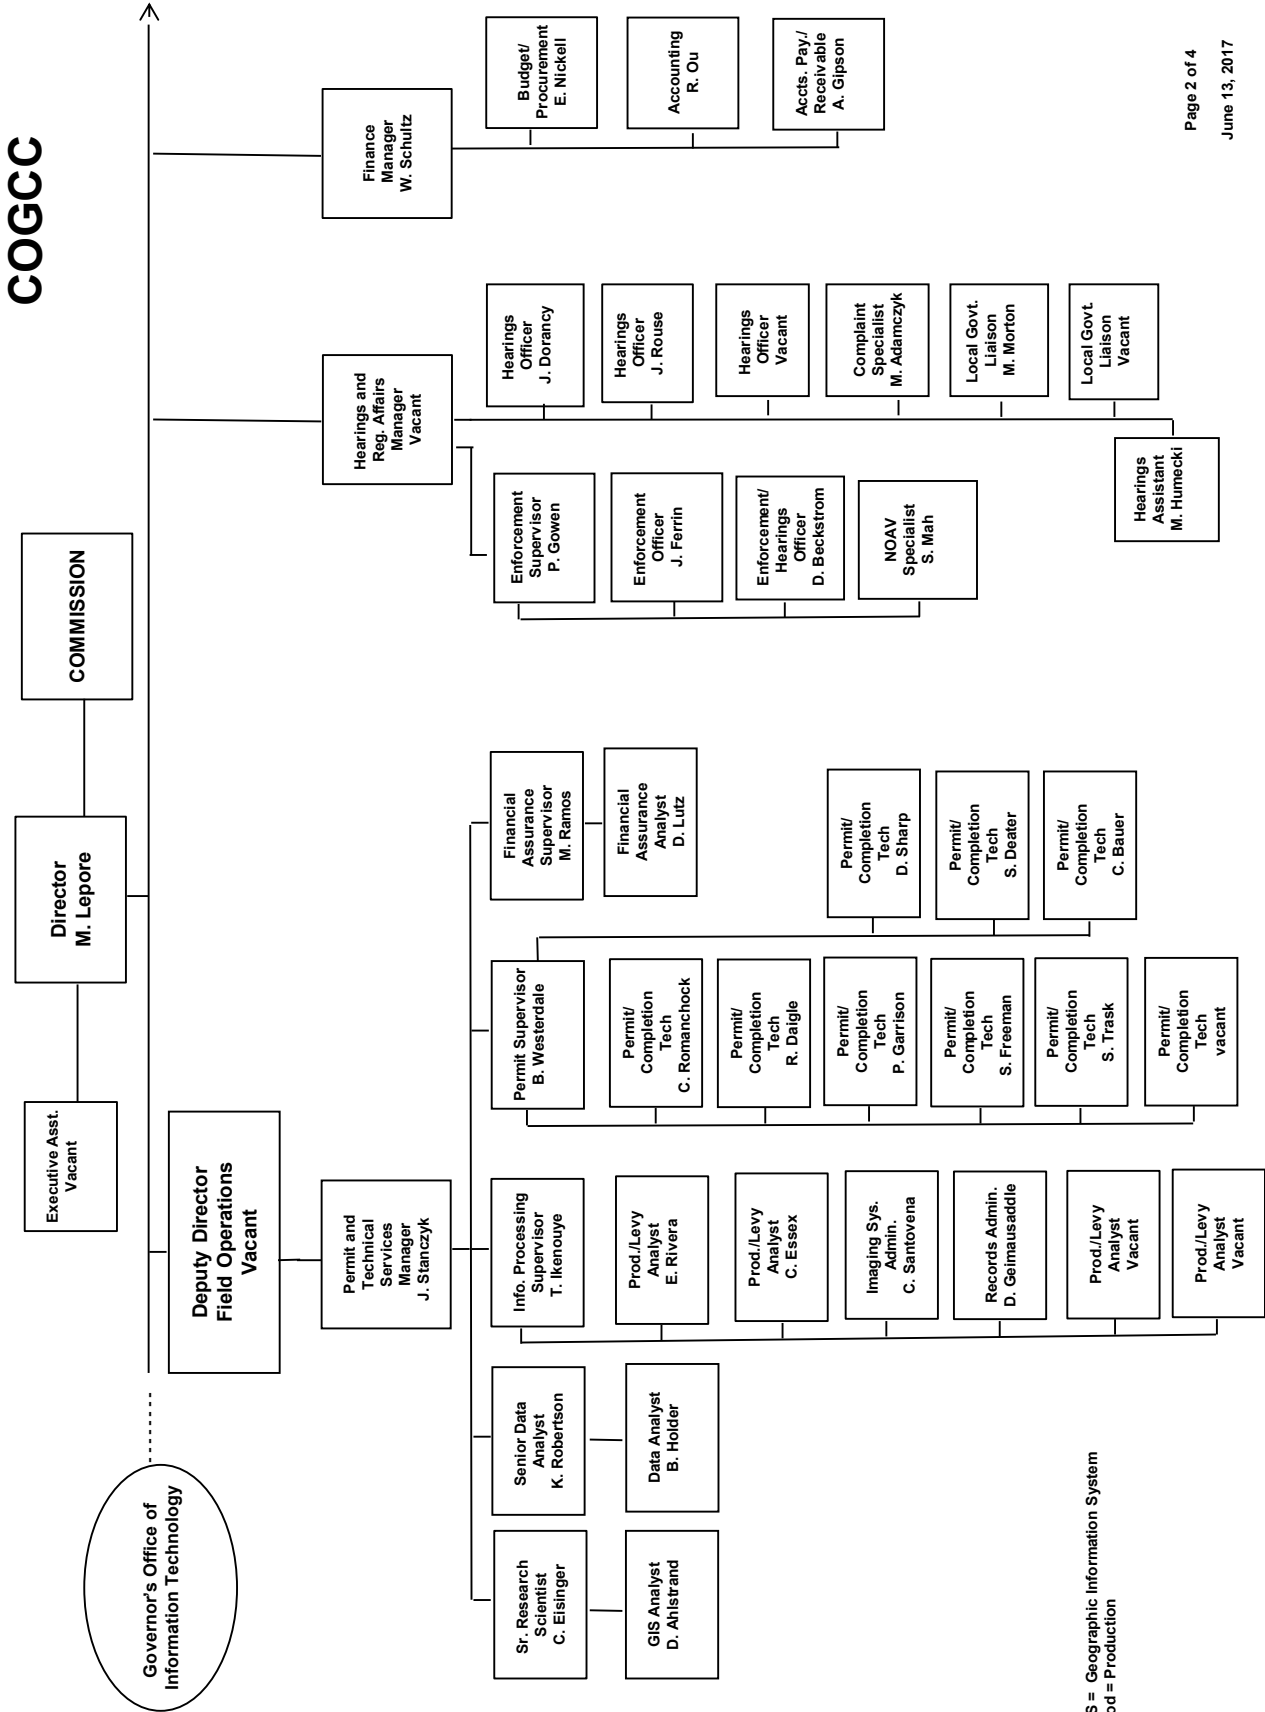 COGCC
COMMISSION
Director
M. Lepore
Executive Asst.
Vacant
Governor's Office of
Information Technology
Deputy Director
Field Operations
Vacant
Hearings and
Reg. Affairs
Manager
Vacant
Finance
Manager
W. Schultz
Permit and
Technical
Services
Manager
J. Stanczyk
Sr. Research
Scientist
C. Eisinger
GIS Analyst
D. Ahlstrand
Senior Data
Analyst
K. Robertson
Data Analyst
B. Holder
Info. Processing
Supervisor
T. Ikenouye
Prod./Levy
Analyst
E. Rivera
Prod./Levy
Analyst
C. Essex
Imaging Sys.
Admin.
C. Santovena
Records Admin.
D. Geimausaddle
Prod./Levy
Analyst
Vacant
Prod./Levy
Analyst
Vacant
Permit Supervisor
B. Westerdale
Permit/
Completion
Tech
C. Romanchock
Permit/
Completion
Tech
R. Daigle
Permit/
Completion
Tech
P. Garrison
Permit/
Completion
Tech
S. Freeman
Permit/
Completion
Tech
S. Trask
Permit/
Completion
Tech
vacant
Permit/
Completion
Tech
D. Sharp
Permit/
Completion
Tech
S. Deater
Permit/
Completion
Tech
C. Bauer
Financial
Assurance
Supervisor
M. Ramos
Financial
Assurance
Analyst
D. Lutz
Enforcement
Supervisor
P. Gowen
Enforcement
Officer
J. Ferrin
Enforcement/
Hearings
Officer
D. Beckstrom
NOAV
Specialist
S. Mah
Hearings
Officer
J. Dorancy
Hearings
Officer
J. Rouse
Hearings
Officer
Vacant
Complaint
Specialist
M. Adamczyk
Local Govt.
Liaison
M. Morton
Local Govt.
Liaison
Vacant
Hearings
Assistant
M. Humecki
Budget/
Procurement
E. Nickell
Accounting
R. Ou
Accts. Pay./
Receivable
A. Gipson
S = Geographic Information System
od = Production
Page 2 of 4
June 13, 2017